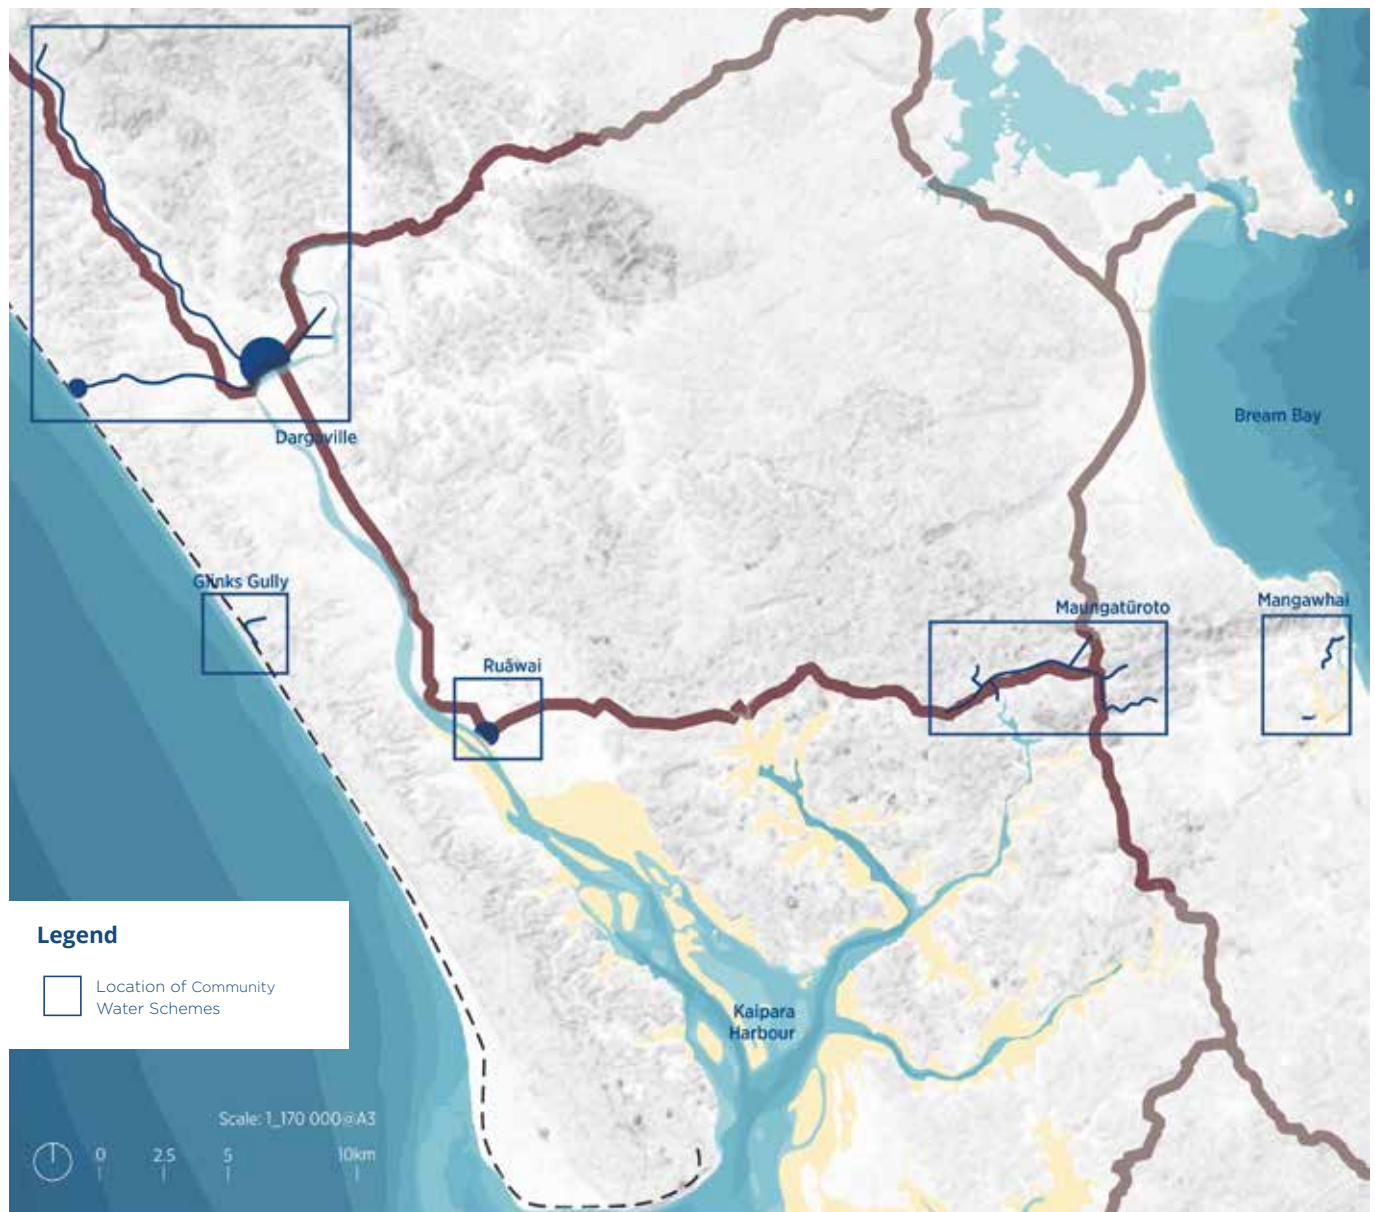 Bream Bay
Dargaville
Glinks Gully
Maungatūroto
Mangawhai
Ruāwai
Legend
Location of Community
Water Schemes
Kaipara
Harbour
Scale: 1_170 000@A3
0 2.5 5 10km